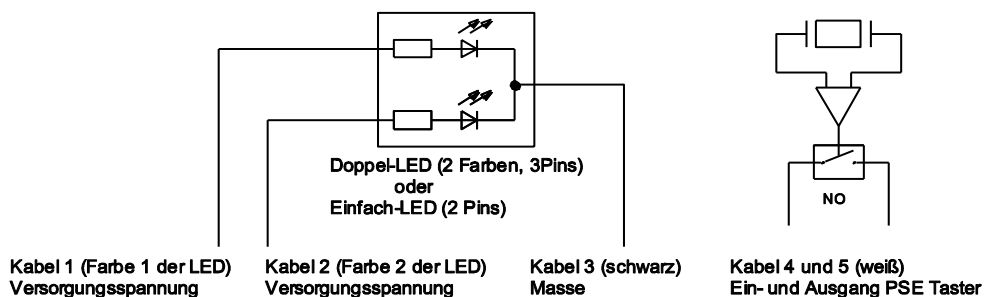 Doppel-LED (2 Farben, 3Pins)
oder
Einfach-LED (2 Pins)
NO
Kabel 1 (Farbe 1 der LED)
Versorgungsspannung
Kabel 2 (Farbe 2 der LED)
Versorgungsspannung
Kabel 3 (schwarz)
Masse
Kabel 4 und 5 (weiß)
Ein- und Ausgang PSE Taster